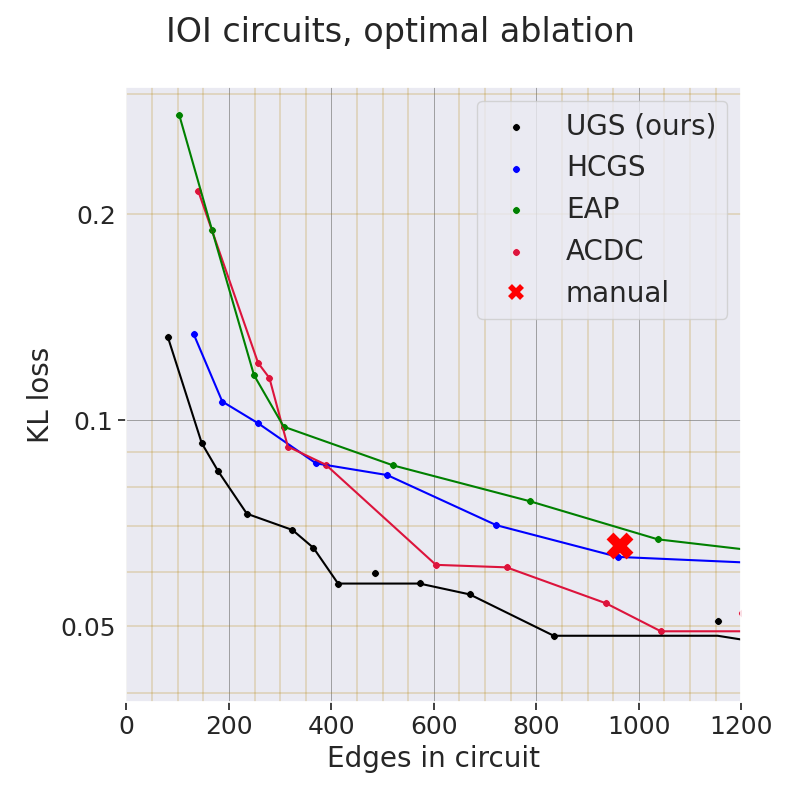 IOI circuits, optimal ablation
UGS (ours)
HCGS
EAP
ACDC
manual
KL loss
0.2
0.1
0.05
0 200 400 600 800 1000 1200
Edges in circuit